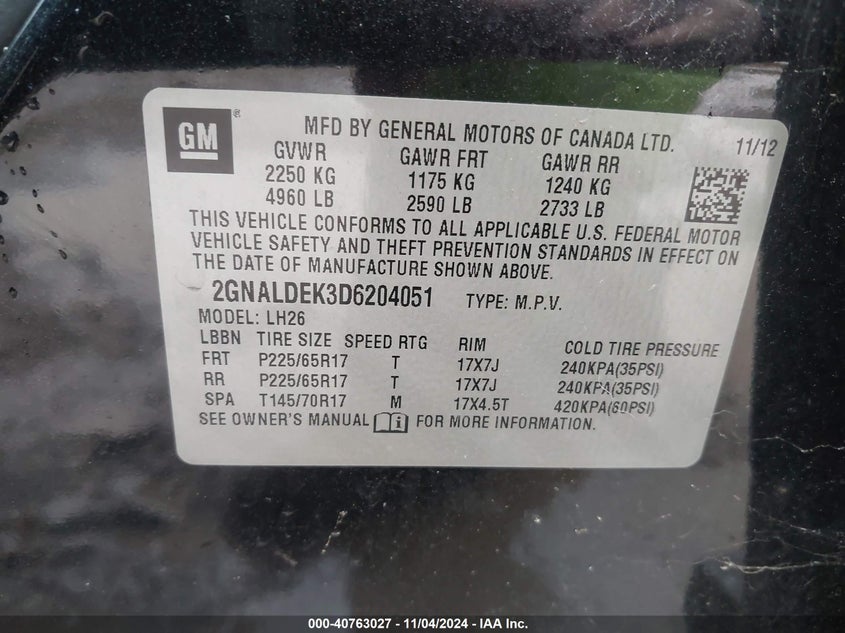 GM ®
MFD BY GENERAL MOTORS OF CANADA LTD. 11/12
GVWR GAWR FRT GAWR RR
2250 KG 1175 KG 1240 KG
4960 LB 2590 LB 2733 LB
THIS VEHICLE CONFORMS TO ALL APPLICABLE U.S. FEDERAL MOTOR
VEHICLE SAFETY AND THEFT PREVENTION STANDARDS IN EFFECT ON
THE DATE OF MANUFACTURE SHOWN ABOVE.
2GNALDEK3D6204051 TYPE: M.P.V.
MODEL: LH26
LBBN TIRE SIZE SPEED RTG RIM COLD TIRE PRESSURE
FRT P225/65R17 T 17X7J 240KPA(35PSI)
RR P225/65R17 T 17X7J 240KPA(35PSI)
SPA T145/70R17 M 17X4.5T 420KPA(60PSI)
SEE OWNER'S MANUAL i FOR MORE INFORMATION.
000-40763027 - 11/04/2024 - IAA Inc.